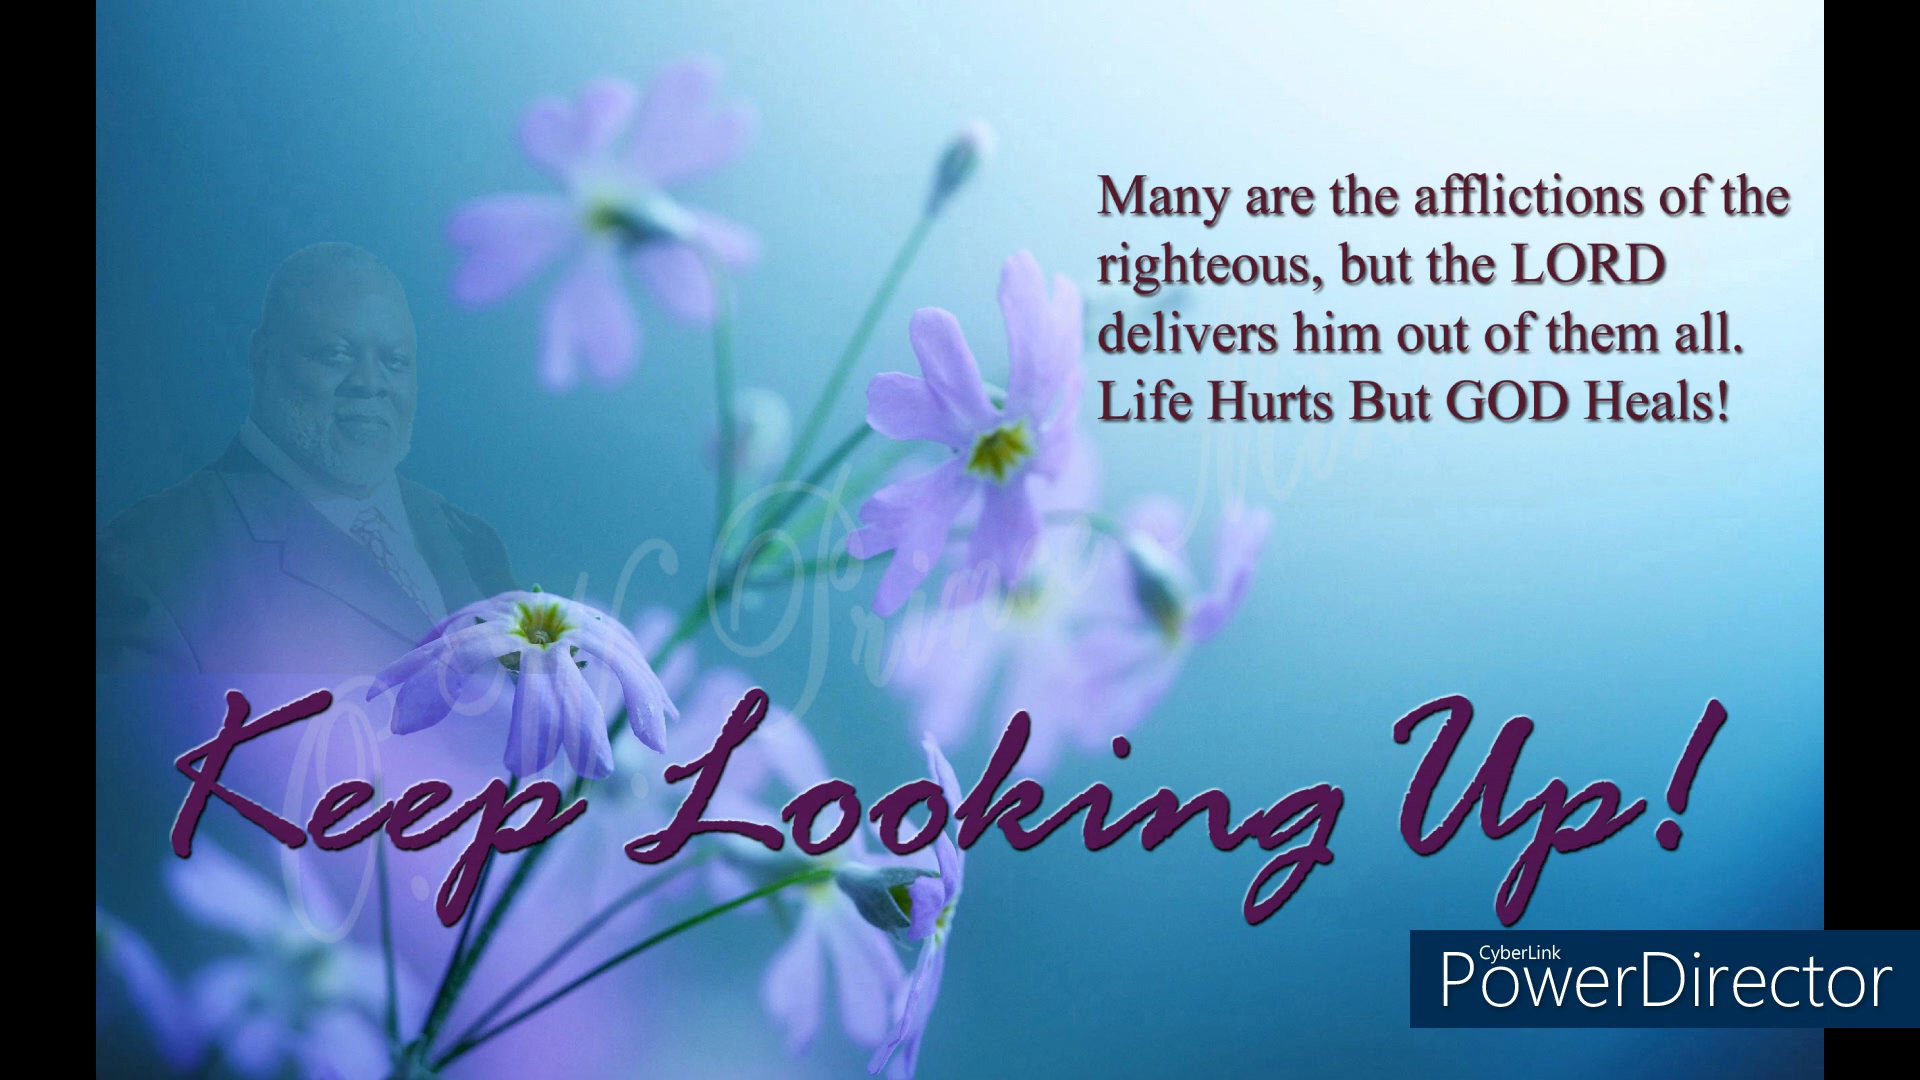 Many are the afflictions of the
righteous, but the LORD
delivers him out of them all.
Life Hurts But GOD Heals!
Prince
Keep Looking Up!
CyberLink
PowerDirector